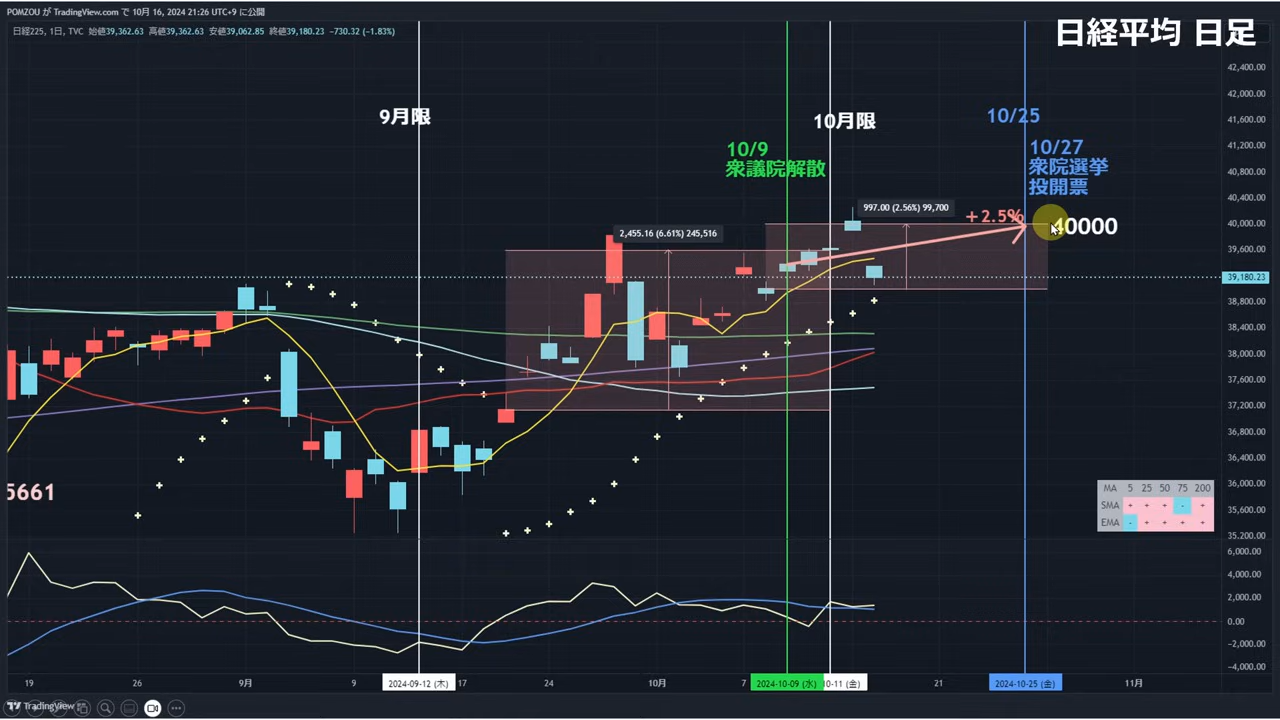 POMZOU が TradingView.com で 10月 16, 2024 21:26 UTC+9 に公開
日経225, 1日, TVC 始値39,362.63 高値39,362.63 安値39,062.85 終値39,180.23 −730.32 (−1.83%)
日経平均 日足
9月限
10月限
10/25
10/9
衆議院解散
10/27
衆院選挙
投開票
997.00 (2.56%) 99,700
+2.5%
40000
2,455.16 (6.61%) 245,516
5661
42,400.00
42,000.00
41,600.00
41,200.00
40,800.00
40,400.00
40,000.00
39,600.00
39,180.23
38,800.00
38,400.00
38,000.00
37,600.00
37,200.00
36,800.00
36,400.00
36,000.00
35,600.00
35,200.00
6,000.00
4,000.00
2,000.00
0.00
−2,000.00
−4,000.00
MA 5 25 50 75 200
SMA + + + - +
EMA - + + + +
19 26 9月 9 2024-09-12 (木) 17 24 10月 7 2024-10-09 (水) 10-11 (金) 21 2024-10-25 (金) 11月
TradingView